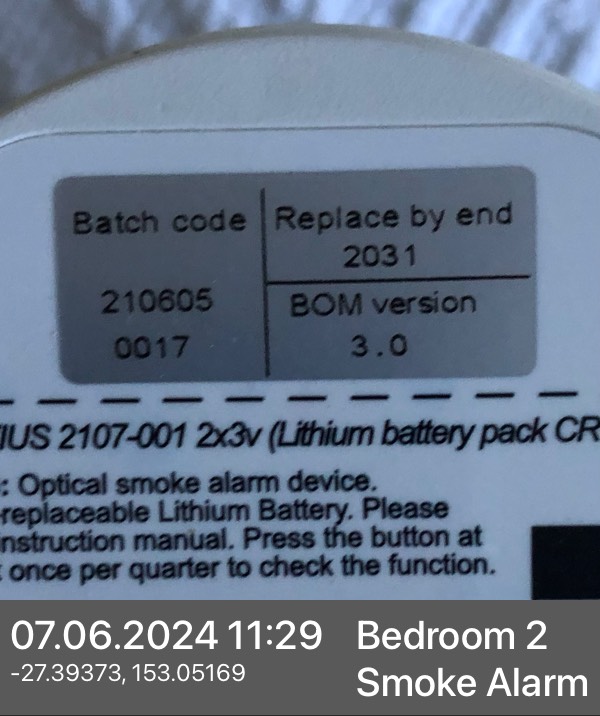 Batch code
210605
0017
Replace by end
2031
BOM version
3.0
IUS 2107-001 2x3v (Lithium battery pack CR
: Optical smoke alarm device.
-replaceable Lithium Battery. Please
instruction manual. Press the button at
once per quarter to check the function.
07.06.2024 11:29
-27.39373, 153.05169
Bedroom 2
Smoke Alarm